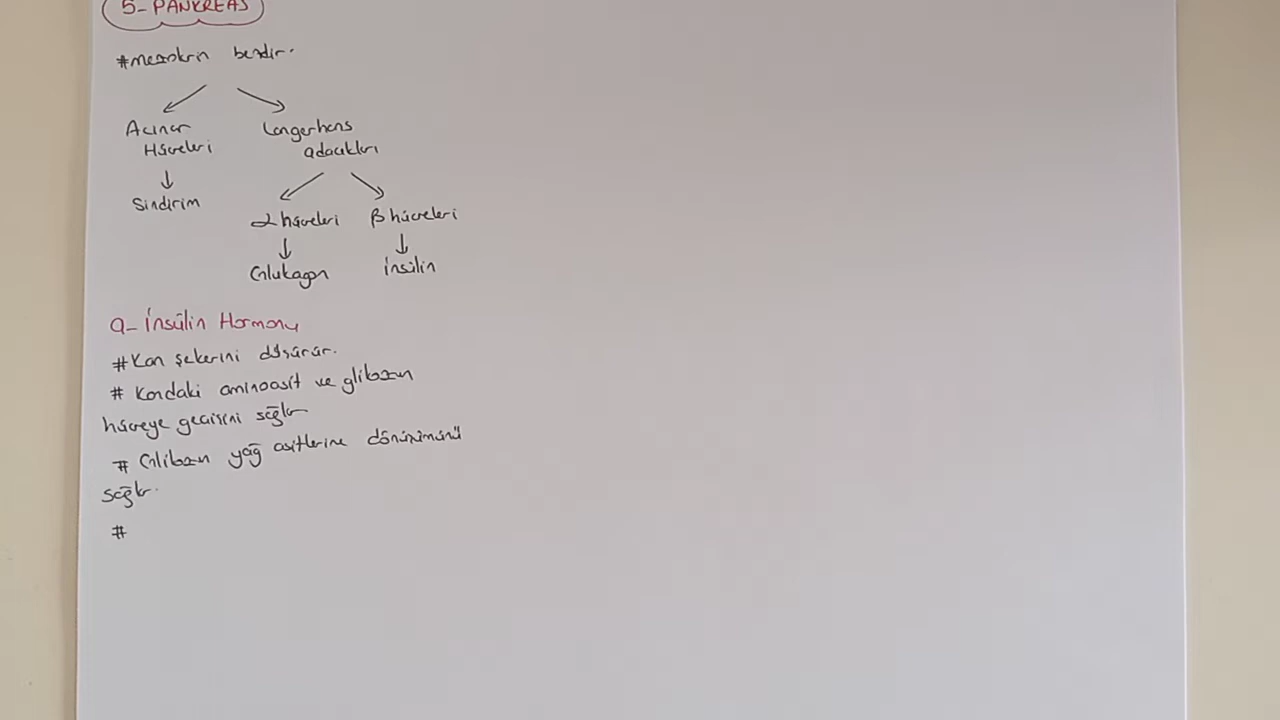 5- PANKREAS
#mezokrin bezdir.
Acınar Langerhans
Hücreleri adacıkları
Sindirim
α hücreleri β hücreleri
Glukagon İnsülin
a- İnsülin Hormonu
#Kan şekerini düşürür.
# Kandaki aminoasit ve glikozun
hücreye geçişini sağlar
# Glikozun yağ asitlerine dönüşümünü
sağlar.
#